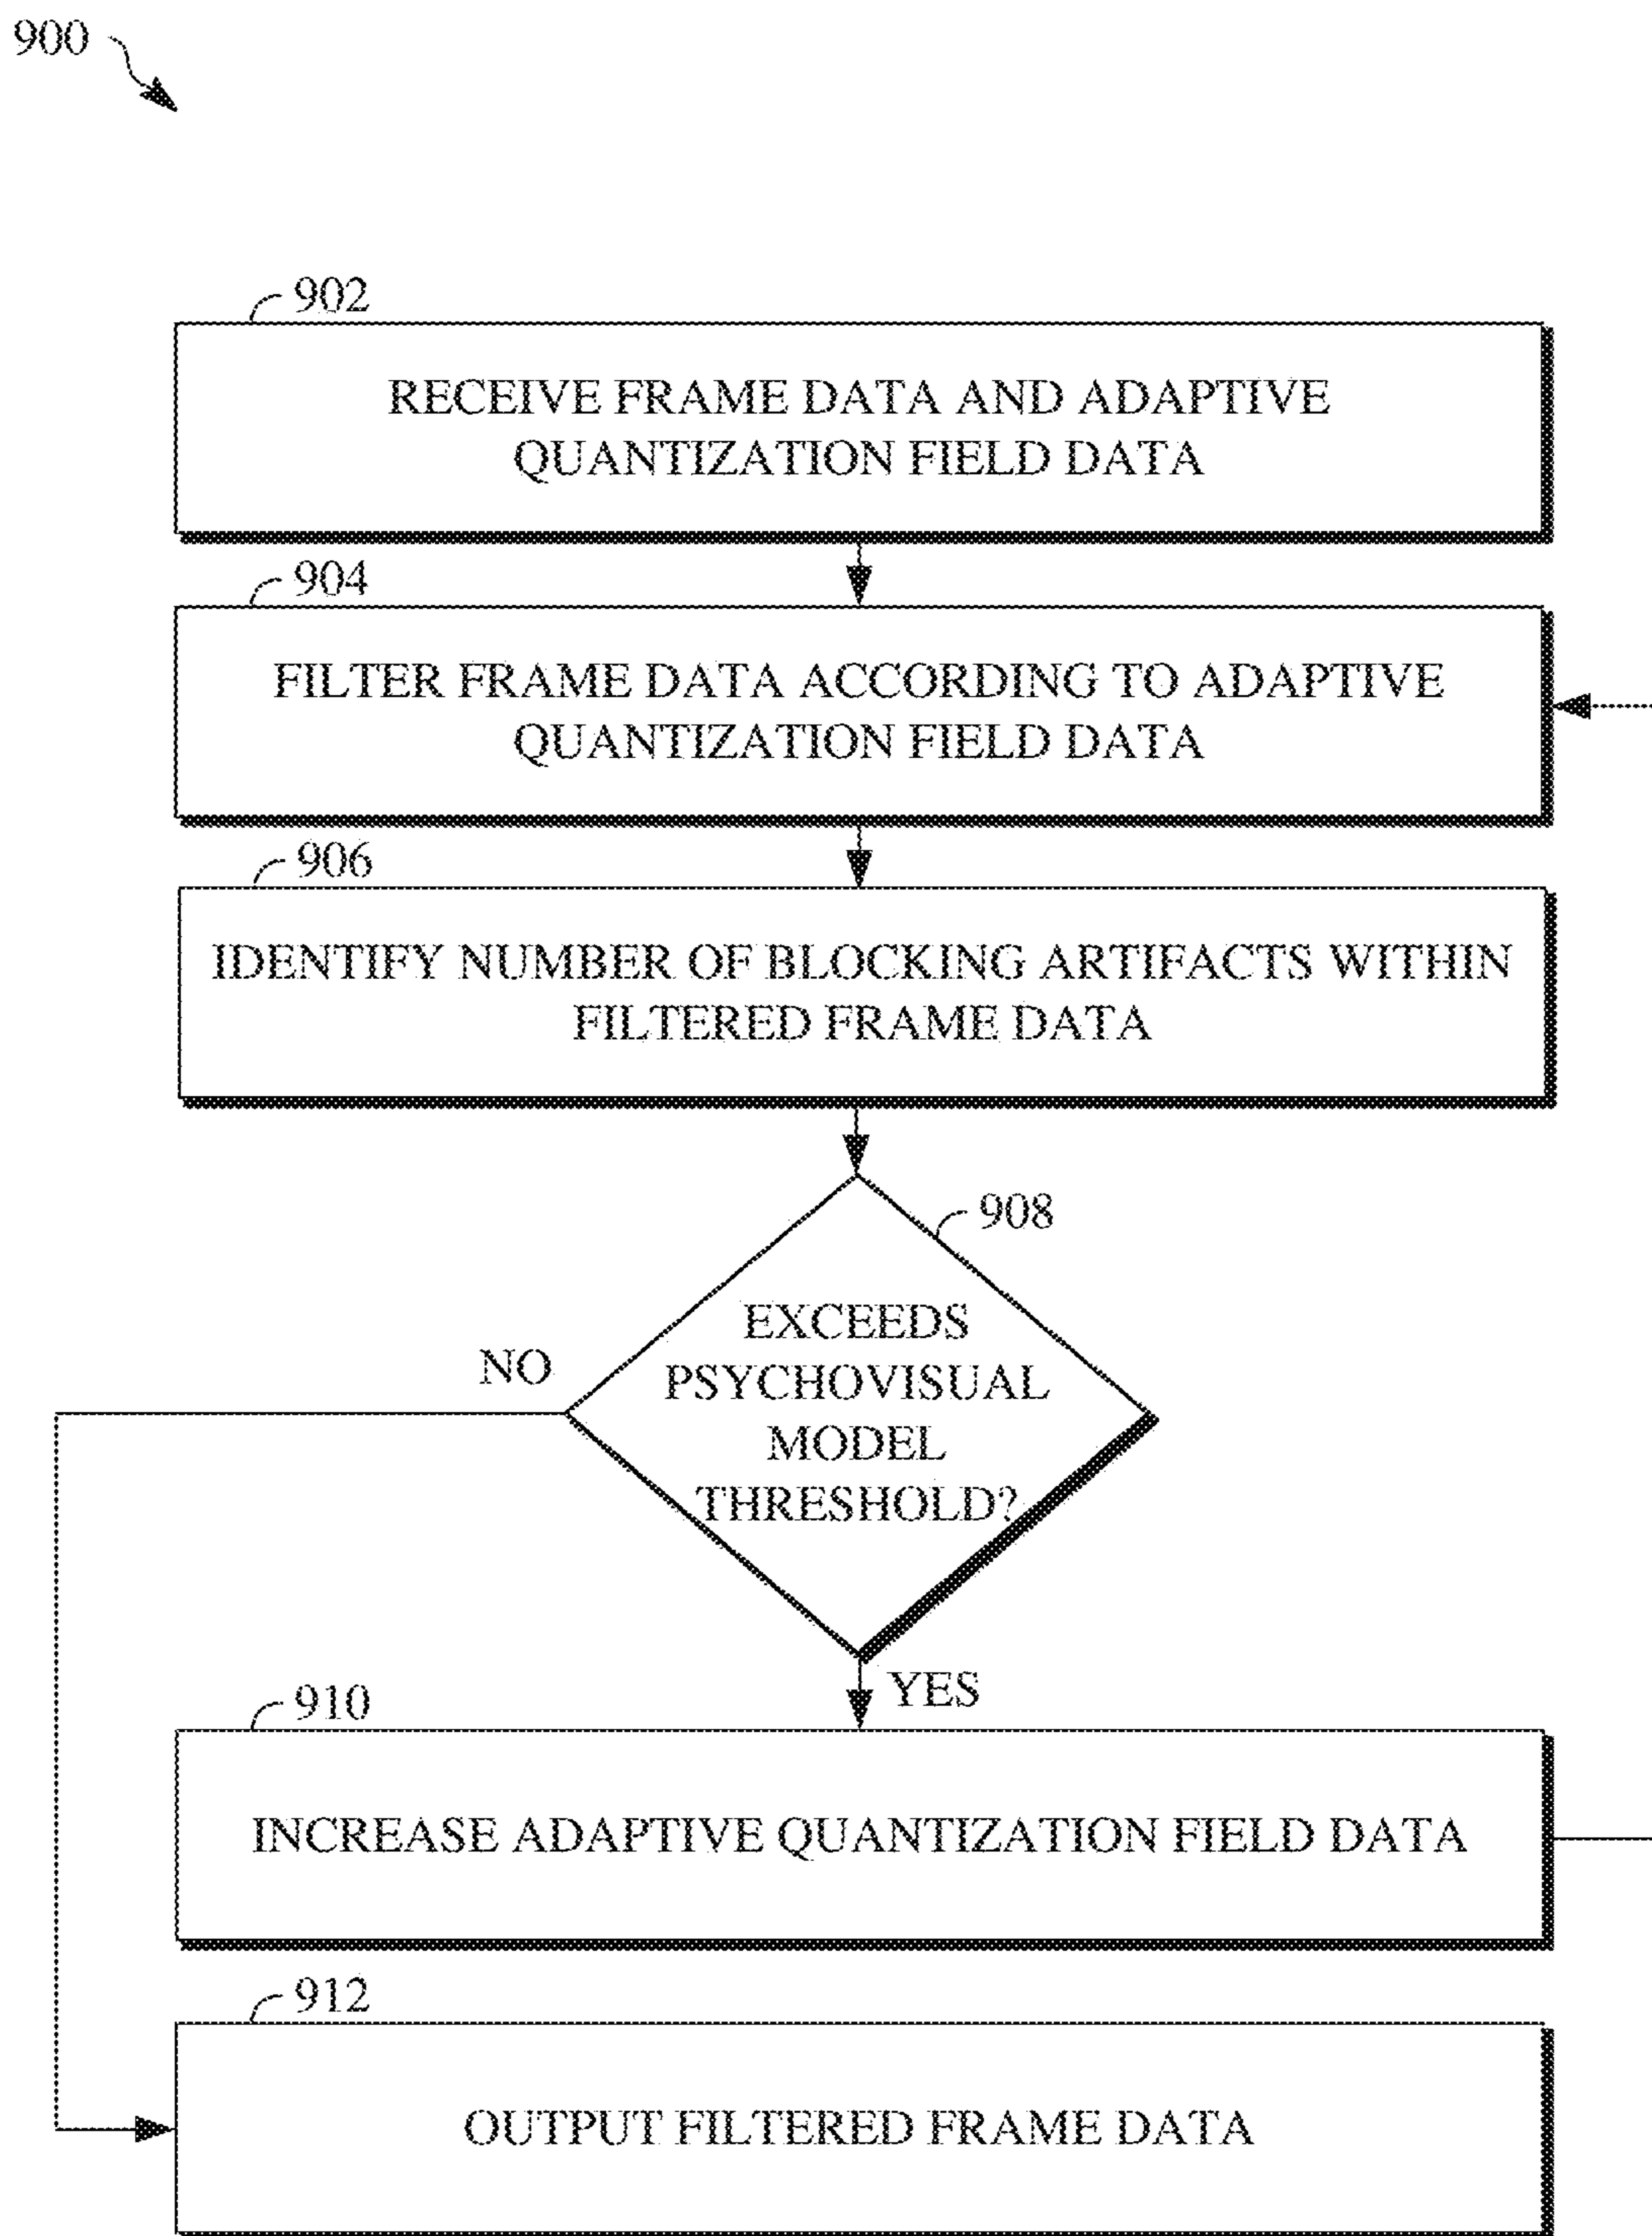 900
902
RECEIVE FRAME DATA AND ADAPTIVE
QUANTIZATION FIELD DATA
904
FILTER FRAME DATA ACCORDING TO ADAPTIVE
QUANTIZATION FIELD DATA
906
IDENTIFY NUMBER OF BLOCKING ARTIFACTS WITHIN
FILTERED FRAME DATA
908
EXCEEDS
PSYCHOVISUAL
MODEL
THRESHOLD?
NO
YES
910
INCREASE ADAPTIVE QUANTIZATION FIELD DATA
912
OUTPUT FILTERED FRAME DATA